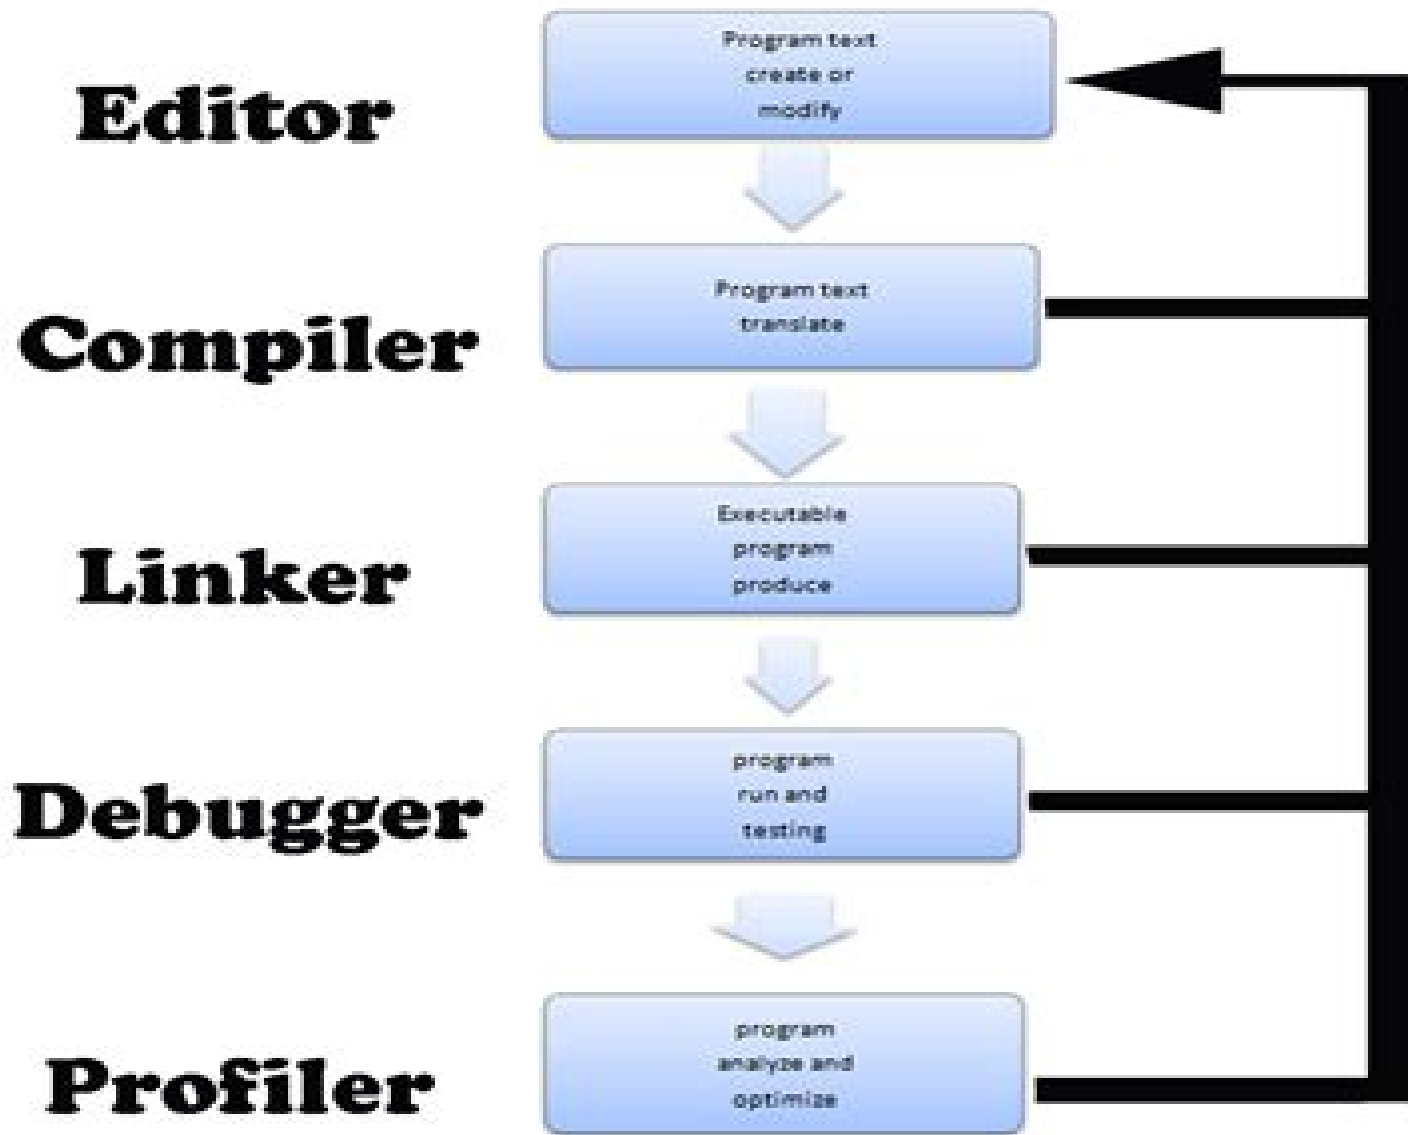 Editor
Program text
create or
modify
Compiler
Program text
translate
Linker
Executable
program
produce
Debugger
program
run and
testing
Profiler
program
analyze and
optimize